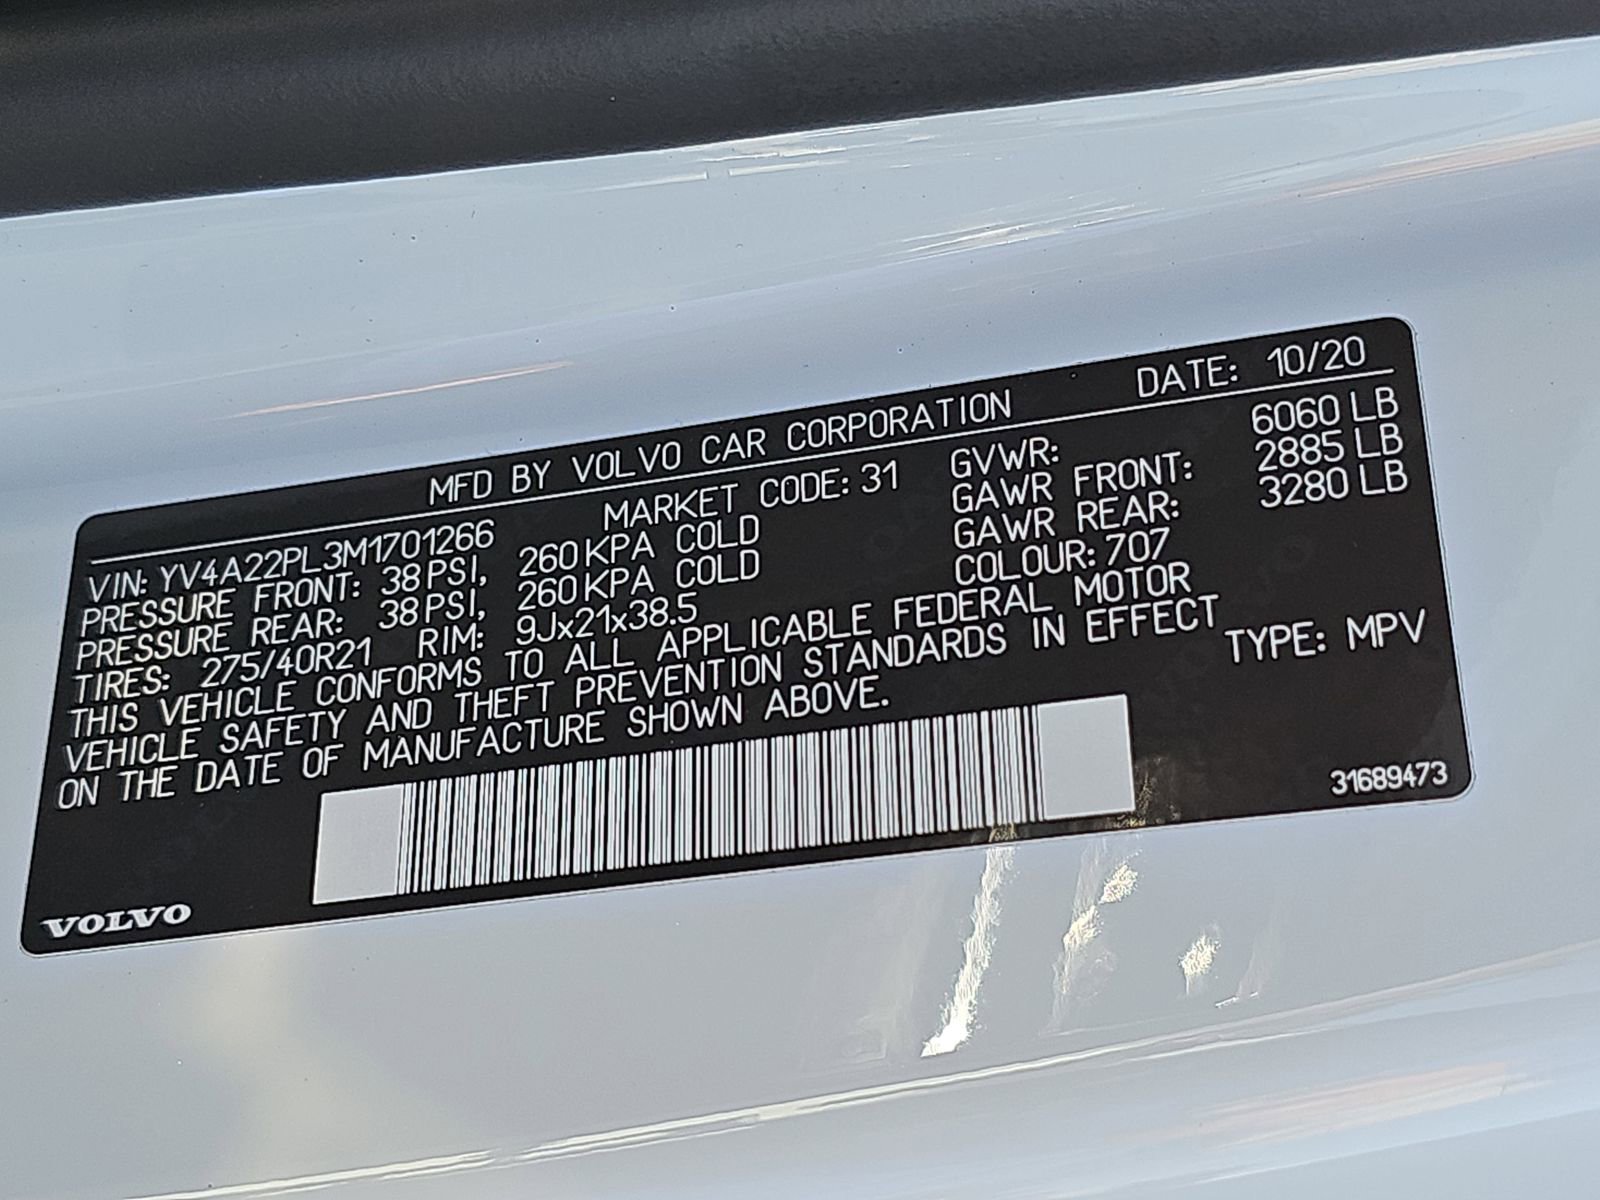 MFD BY VOLVO CAR CORPORATION DATE: 10/20
VIN: YV4A22PL3M1701266 MARKET CODE: 31 GVWR: 6060 LB
PRESSURE FRONT: 38 PSI, 260 KPA COLD GAWR FRONT: 2885 LB
PRESSURE REAR: 38 PSI, 260 KPA COLD GAWR REAR: 3280 LB
TIRES: 275/40R21 RIM: 9Jx21x38.5 COLOUR: 707
THIS VEHICLE CONFORMS TO ALL APPLICABLE FEDERAL MOTOR
VEHICLE SAFETY AND THEFT PREVENTION STANDARDS IN EFFECT
ON THE DATE OF MANUFACTURE SHOWN ABOVE. TYPE: MPV
31689473
VOLVO